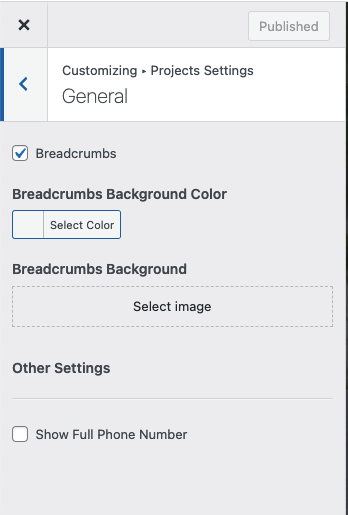 Published
Customizing ▸ Projects Settings
General
Breadcrumbs
Breadcrumbs Background Color
Select Color
Breadcrumbs Background
Select image
Other Settings
Show Full Phone Number